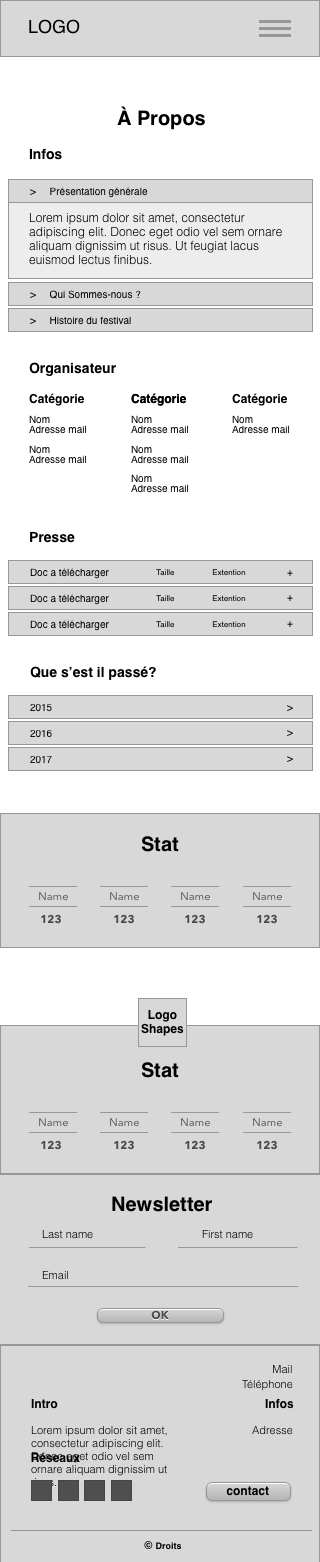 LOGO
À Propos
Infos
> Présentation générale
Lorem ipsum dolor sit amet, consectetur
adipiscing elit. Donec eget odio vel sem ornare
aliquam dignissim ut risus. Ut feugiat lacus
euismod lectus finibus.
> Qui Sommes-nous ?
> Histoire du festival
Organisateur
Catégorie Catégorie Catégorie
Nom Nom Nom
Adresse mail Adresse mail Adresse mail
Nom Nom
Adresse mail Adresse mail
Nom
Adresse mail
Presse
Doc a télécharger Taille Extention +
Doc a télécharger Taille Extention +
Doc a télécharger Taille Extention +
Que s'est il passé?
2015 >
2016 >
2017 >
Stat
Name Name Name Name
123 123 123 123
Logo
Shapes
Stat
Name Name Name Name
123 123 123 123
Newsletter
Last name First name
Email
OK
Mail
Téléphone
Intro Infos
Lorem ipsum dolor sit amet, Adresse
consectetur adipiscing elit.
Réseaux
ornare aliquam dignissim ut
contact
© Droits